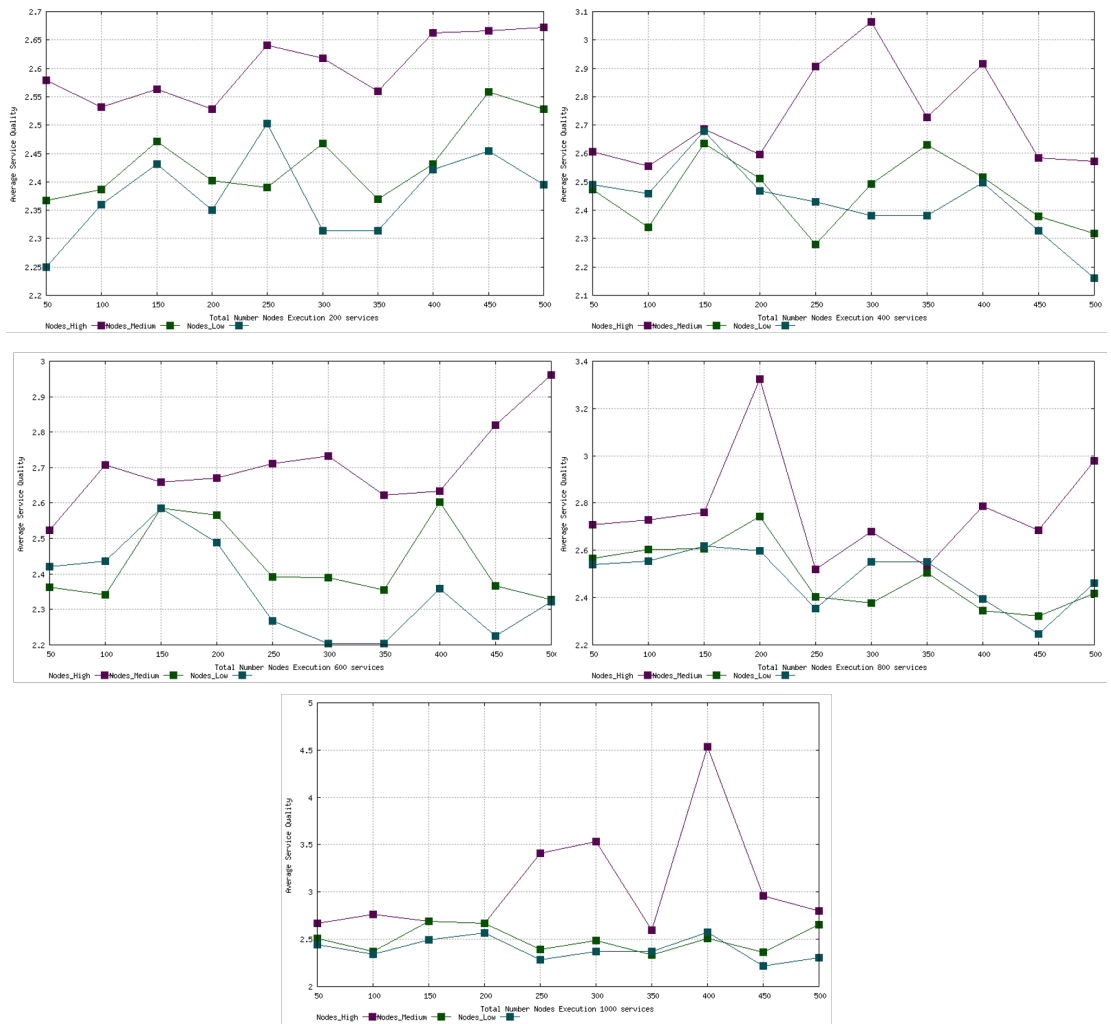 2.7
2.65
2.6
2.55
2.5
2.45
2.4
2.35
2.3
2.25
2.2
Average Service Quality
50 100 150 200 250 300 350 400 450 500
Total Number Nodes Execution 200 services
Nodes_High Nodes_Medium Nodes_Low
3.1
3
2.9
2.8
2.7
2.6
2.5
2.4
2.3
2.2
2.1
Average Service Quality
50 100 150 200 250 300 350 400 450 500
Total Number Nodes Execution 400 services
Nodes_High Nodes_Medium Nodes_Low
3
2.9
2.8
2.7
2.6
2.5
2.4
2.3
2.2
Average Service Quality
50 100 150 200 250 300 350 400 450 500
Total Number Nodes Execution 600 services
Nodes_High Nodes_Medium Nodes_Low
3.4
3.2
3
2.8
2.6
2.4
2.2
Average Service Quality
50 100 150 200 250 300 350 400 450 500
Total Number Nodes Execution 800 services
Nodes_High Nodes_Medium Nodes_Low
5
4.5
4
3.5
3
2.5
2
Average Service Quality
50 100 150 200 250 300 350 400 450 500
Total Number Nodes Execution 1000 services
Nodes_High Nodes_Medium Nodes_Low